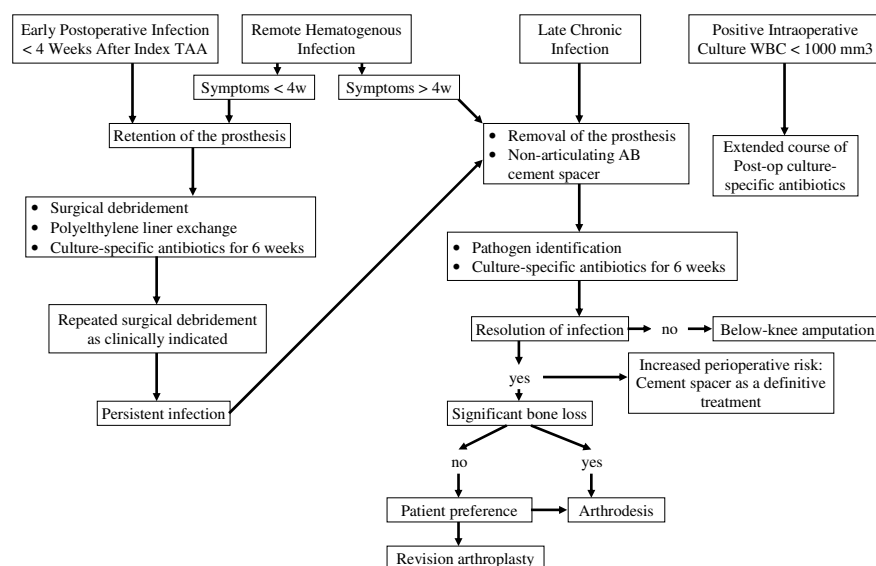 Early Postoperative Infection
< 4 Weeks After Index TAA
Remote Hematogenous
Infection
Late Chronic
Infection
Positive Intraoperative
Culture WBC < 1000 mm3
Symptoms < 4w
Symptoms > 4w
Retention of the prosthesis
• Removal of the prosthesis
• Non-articulating AB
cement spacer
Extended course of
Post-op culture-
specific antibiotics
• Surgical debridement
• Polyelthylene liner exchange
• Culture-specific antibiotics for 6 weeks
• Pathogen identification
• Culture-specific antibiotics for 6 weeks
Repeated surgical debridement
as clinically indicated
Resolution of infection
no
Below-knee amputation
yes
Increased perioperative risk:
Cement spacer as a definitive
treatment
Persistent infection
Significant bone loss
no
yes
Patient preference
Arthrodesis
Revision arthroplasty